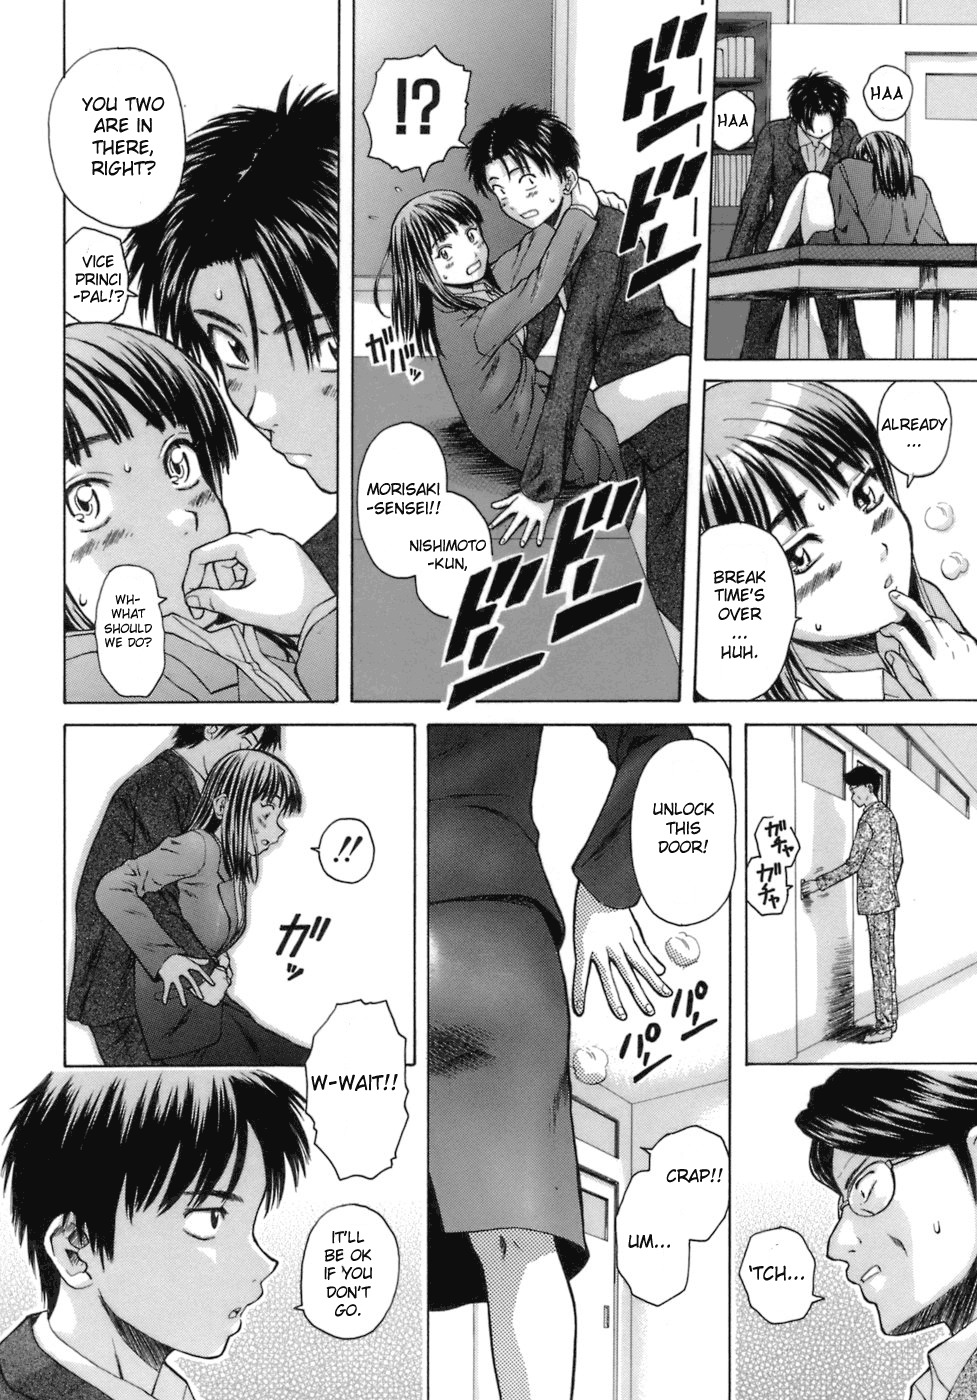 HAA
HAA
ALREADY
...
BREAK
TIME'S
OVER
...
HUH.
ドン
ドン
!?
ガバッ
MORISAKI
-SENSEI!!
NISHIMOTO
-KUN,
ドン
ドン
YOU TWO
ARE IN
THERE,
RIGHT?
VICE
PRINCI
-PAL!?
WH-
WHAT
SHOULD
WE DO?
ガチャ
ガチャ
UNLOCK
THIS
DOOR!
パン
パン
CRAP!!
UM...
'TCH...
!!
ガッ
W-WAIT!!
IT'LL
BE OK
IF YOU
DON'T
GO.